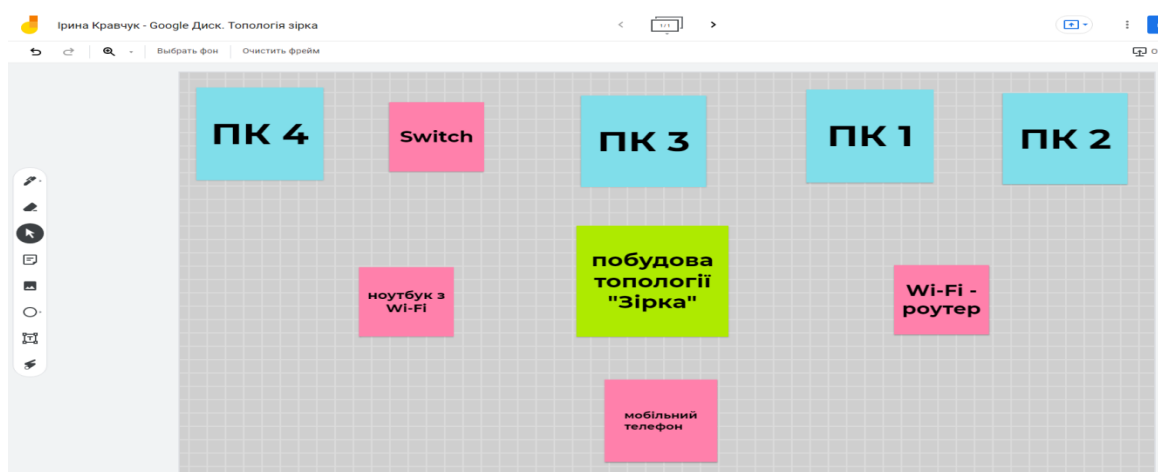 Ірина Кравчук - Google Диск. Топологія зірка
1/1
Выбрать фон
Очистить фрейм
ПК 4
Switch
ПК 3
ПК 1
ПК 2
побудова
топології
"Зірка"
ноутбук з
Wi-Fi
Wi-Fi -
роутер
мобільний
телефон